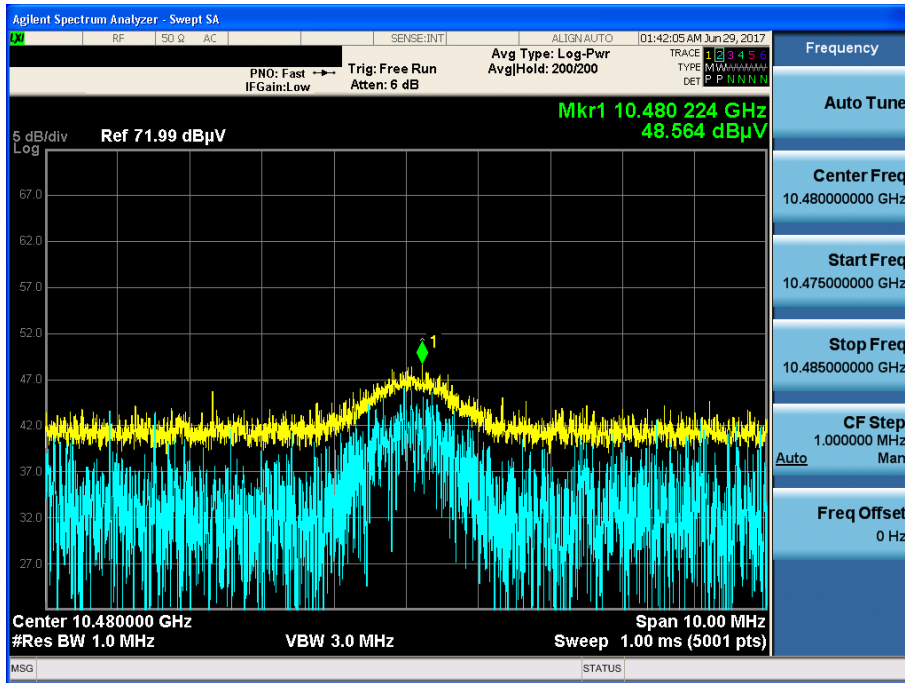 Agilent Spectrum Analyzer - Swept SA
LXI RF 50 Ω AC SENSE:INT ALIGN AUTO 01:42:05 AM Jun 29, 2017
PNO: Fast
IFGain:Low
Trig: Free Run
Atten: 6 dB
Avg Type: Log-Pwr
Avg|Hold: 200/200
TRACE 1 2 3 4 5 6
TYPE M W W W W W
DET P P N N N N
Mkr1 10.480 224 GHz
48.564 dBµV
5 dB/div Ref 71.99 dBµV
Log
67.0
62.0
57.0
52.0
47.0
42.0
37.0
32.0
27.0
1
Center 10.480000 GHz Span 10.00 MHz
#Res BW 1.0 MHz VBW 3.0 MHz Sweep 1.00 ms (5001 pts)
MSG STATUS
Frequency
Auto Tune
Center Freq
10.480000000 GHz
Start Freq
10.475000000 GHz
Stop Freq
10.485000000 GHz
CF Step
1.000000 MHz
Auto Man
Freq Offset
0 Hz